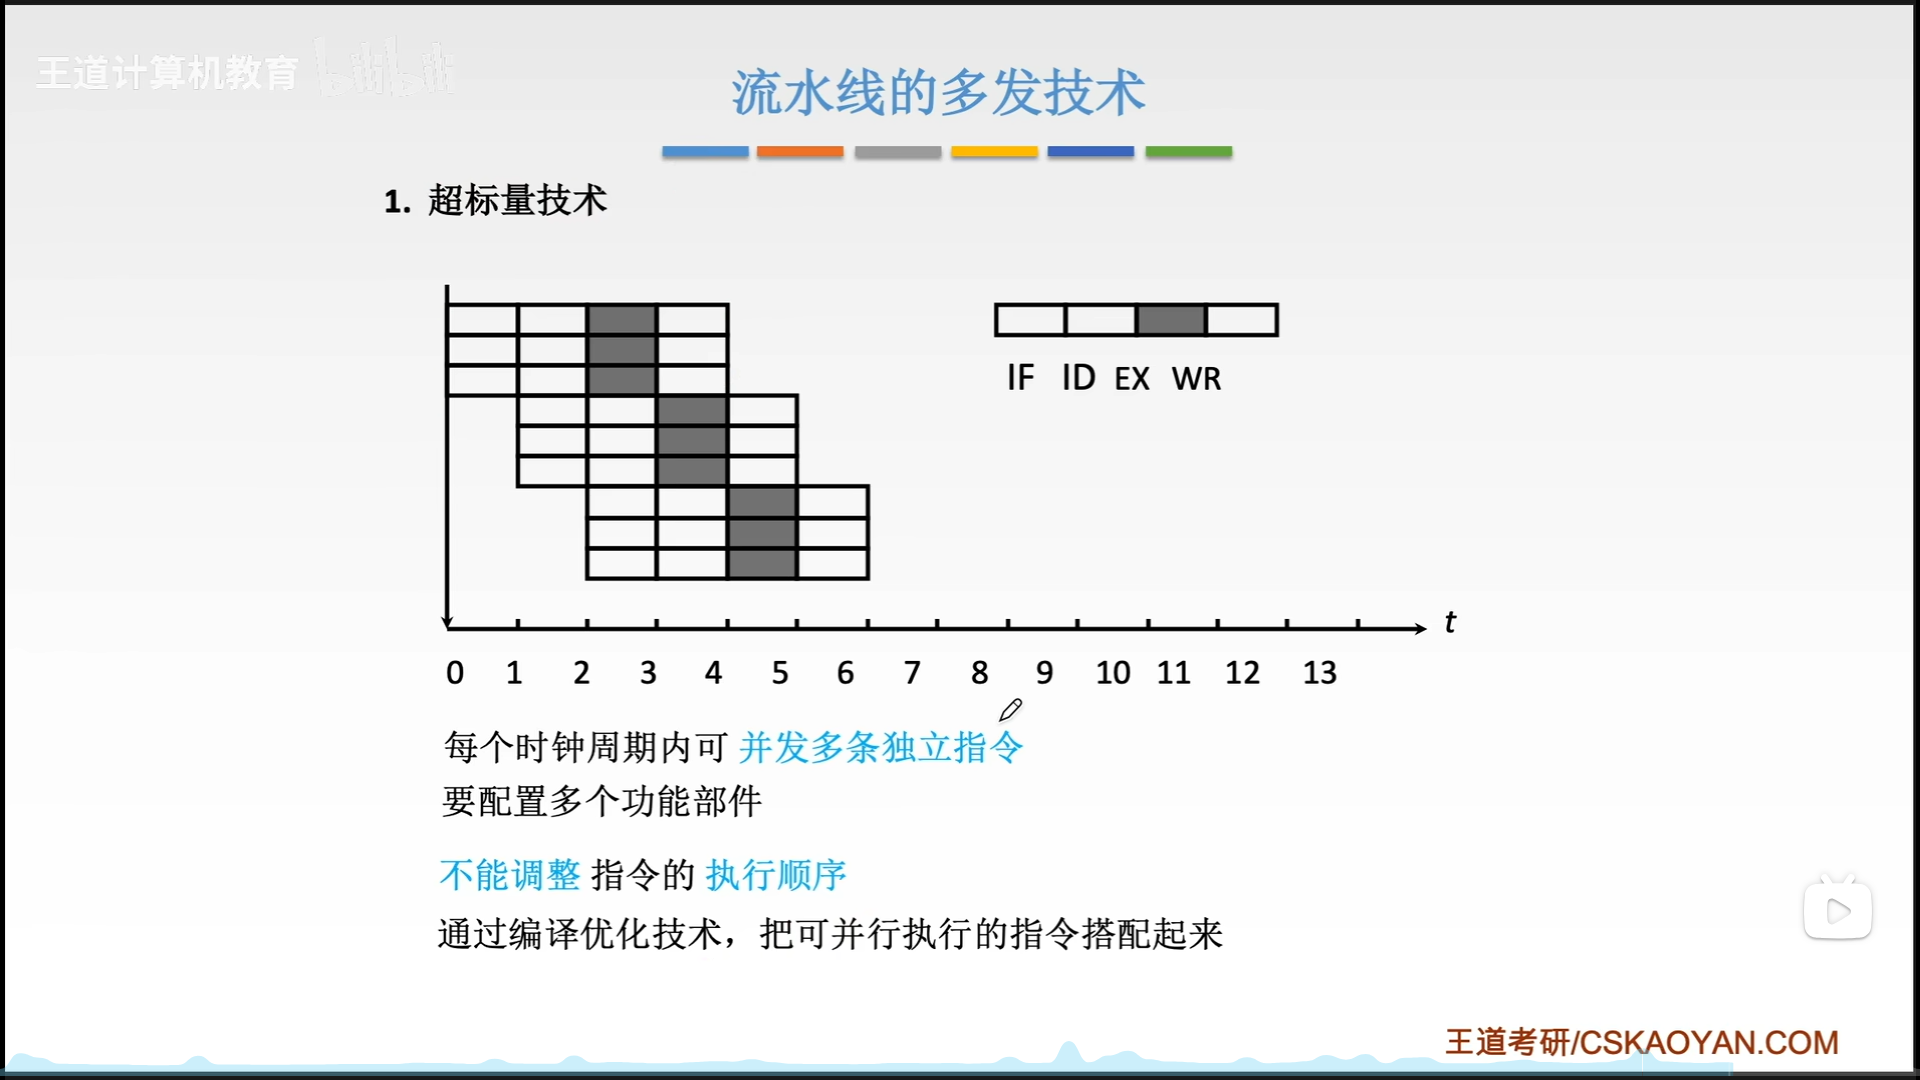 王道计算机教育 bilibili
流水线的多发技术
1. 超标量技术
IF ID EX WR
t
0 1 2 3 4 5 6 7 8 9 10 11 12 13
每个时钟周期内可 并发多条独立指令
要配置多个功能部件
不能调整 指令的 执行顺序
通过编译优化技术，把可并行执行的指令搭配起来
王道考研/CSKAOYAN.COM